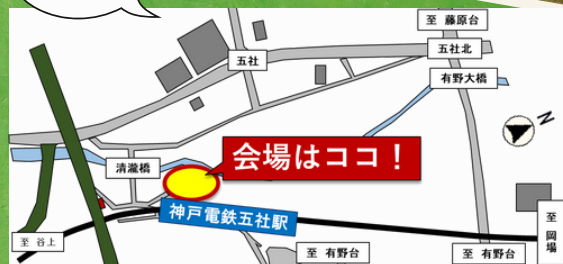 至 藤原台
五社北
五社
有野大橋
N
会場はココ！
清瀧橋
神戸電鉄五社駅
至 谷上
至 有野台
至 有野台
至 岡場